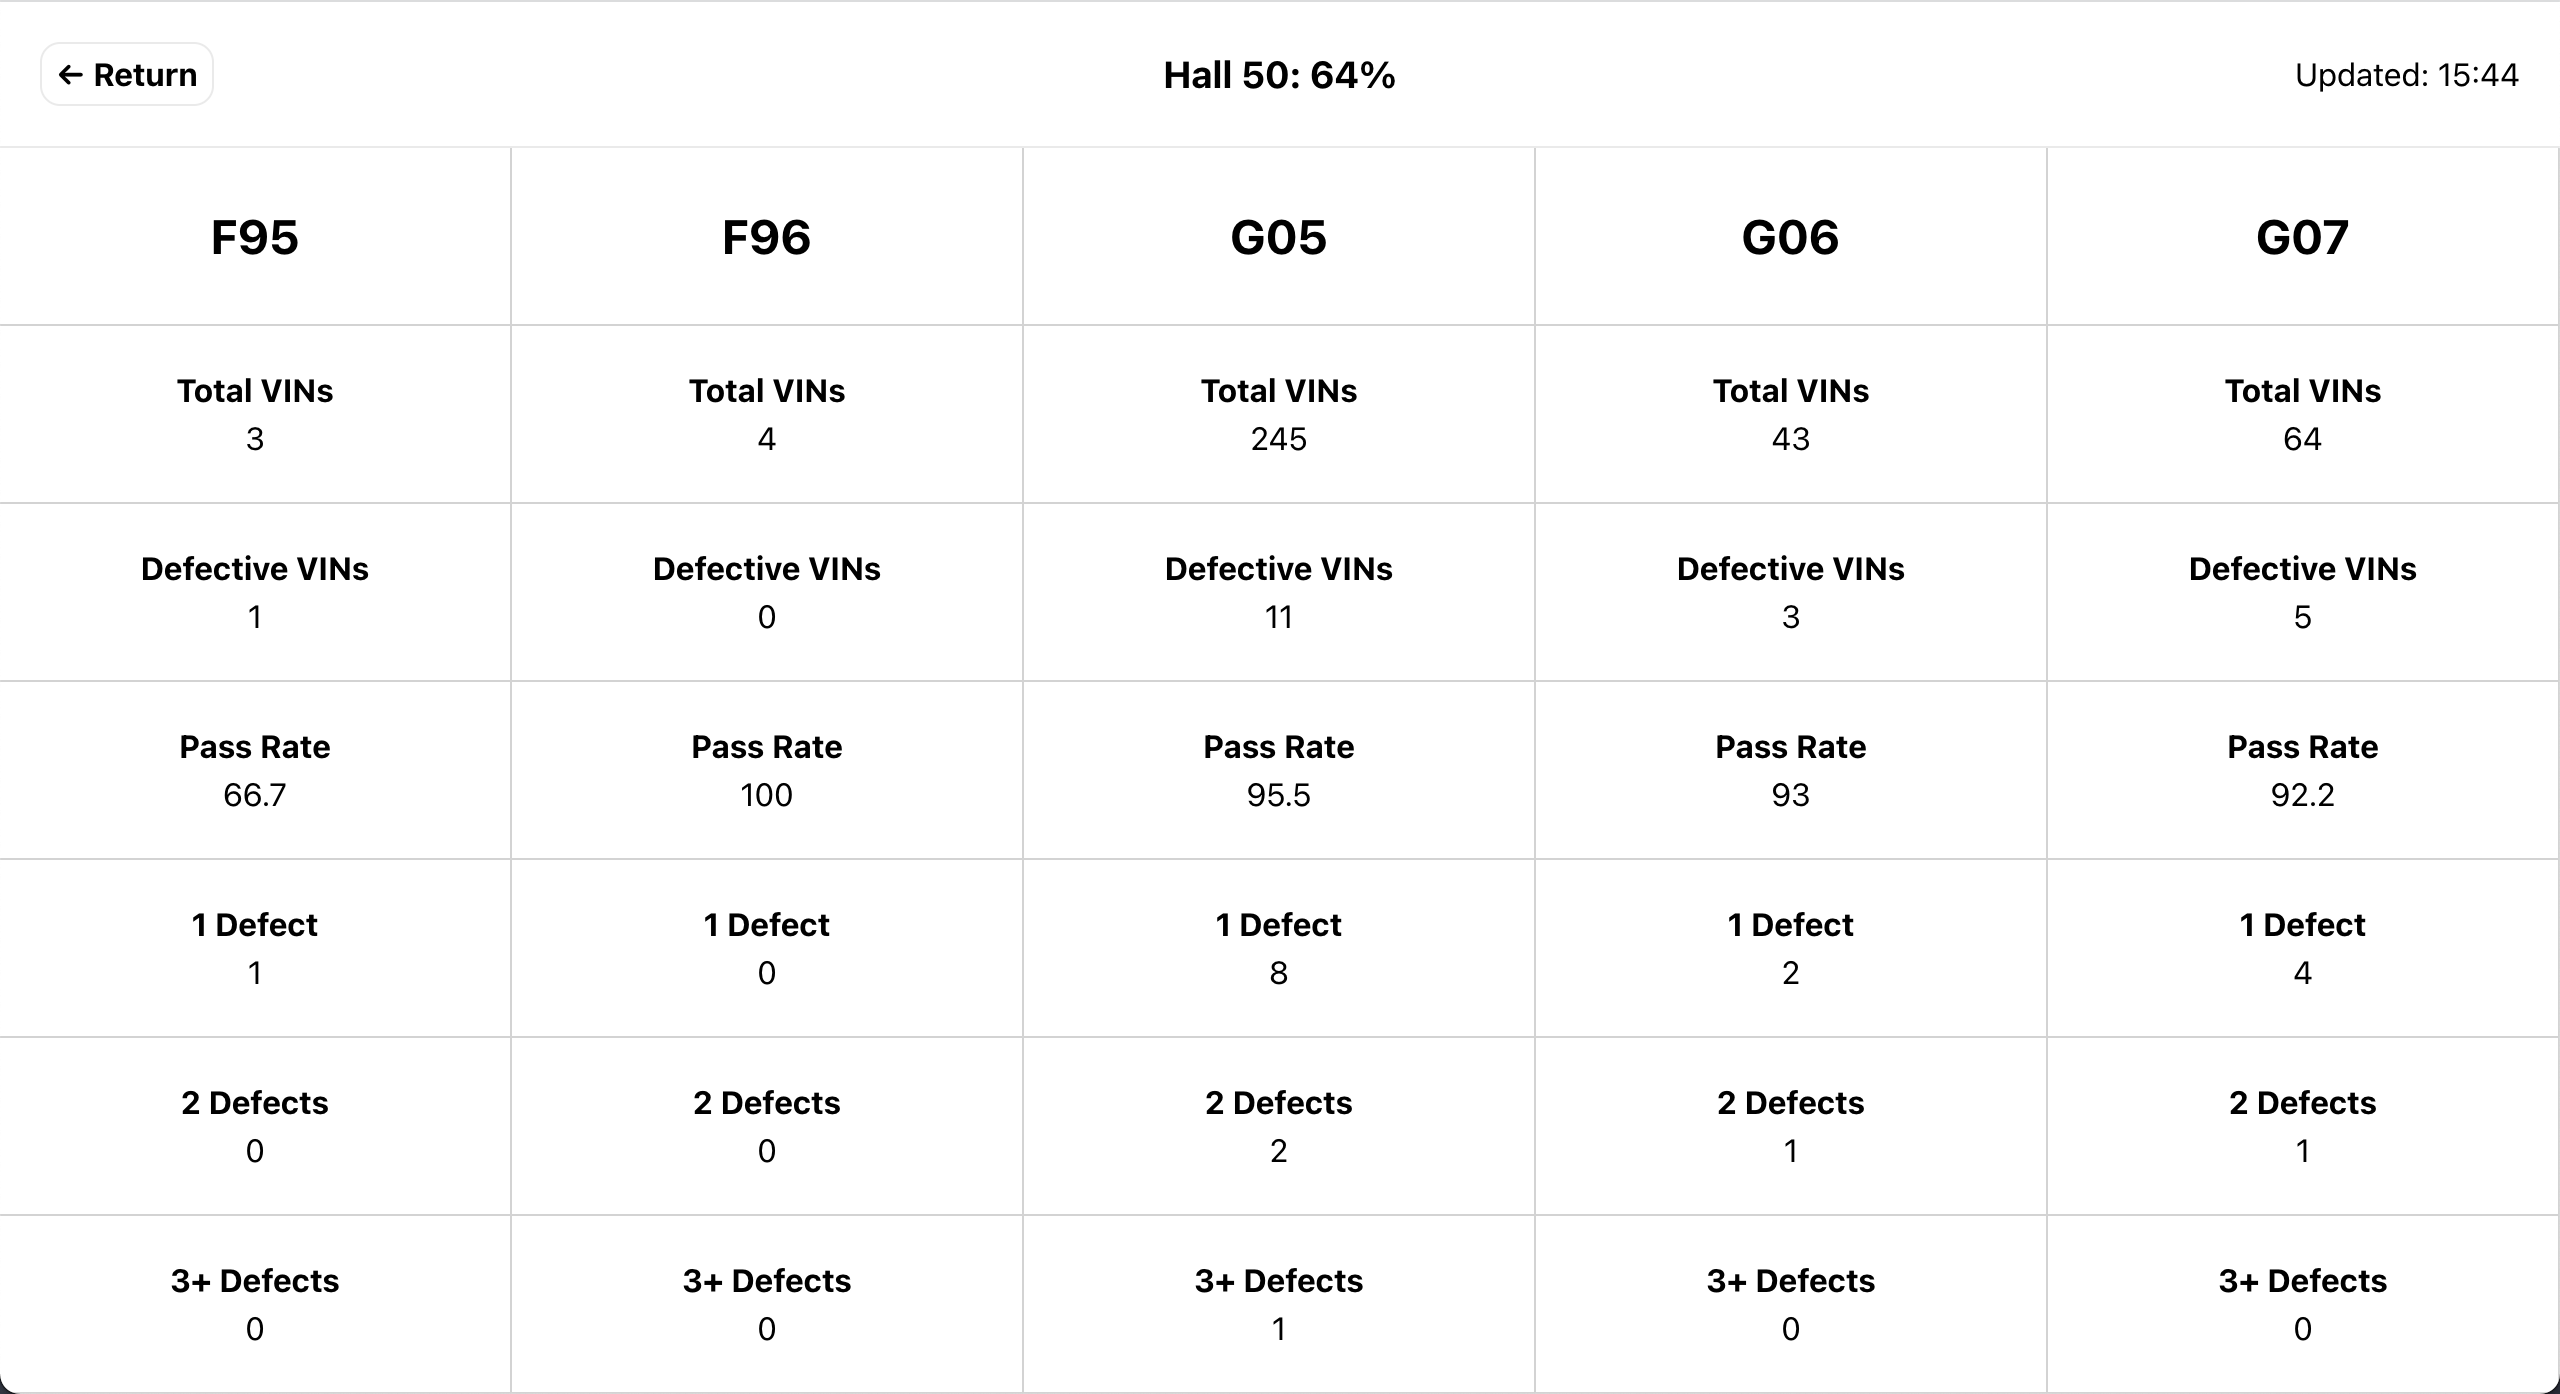 ← Return
Hall 50: 64%
Updated: 15:44
F95 F96 G05 G06 G07
Total VINs Total VINs Total VINs Total VINs Total VINs
3 4 245 43 64
Defective VINs Defective VINs Defective VINs Defective VINs Defective VINs
1 0 11 3 5
Pass Rate Pass Rate Pass Rate Pass Rate Pass Rate
66.7 100 95.5 93 92.2
1 Defect 1 Defect 1 Defect 1 Defect 1 Defect
1 0 8 2 4
2 Defects 2 Defects 2 Defects 2 Defects 2 Defects
0 0 2 1 1
3+ Defects 3+ Defects 3+ Defects 3+ Defects 3+ Defects
0 0 1 0 0